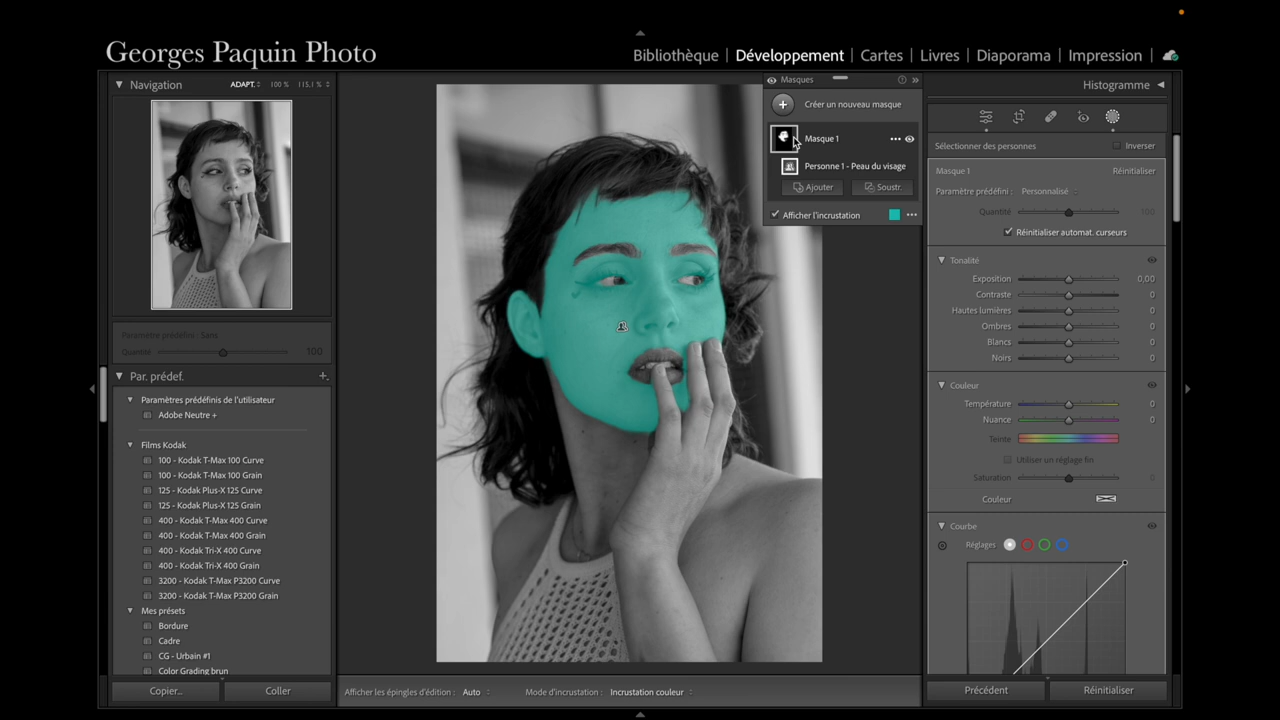 Georges Paquin Photo
Bibliothèque | Développement | Cartes | Livres | Diaporama | Impression |
Navigation ADAPT. 100 % 115,1 %
Paramètre prédéfini : Sans
Quantité 100
Par. prédéf. +
Paramètres prédéfinis de l'utilisateur
Adobe Neutre +
Films Kodak
100 - Kodak T-Max 100 Curve
100 - Kodak T-Max 100 Grain
125 - Kodak Plus-X 125 Curve
125 - Kodak Plus-X 125 Grain
400 - Kodak T-Max 400 Curve
400 - Kodak T-Max 400 Grain
400 - Kodak Tri-X 400 Curve
400 - Kodak Tri-X 400 Grain
3200 - Kodak T-Max P3200 Curve
3200 - Kodak T-Max P3200 Grain
Mes présets
Bordure
Cadre
CG - Urbain #1
Color Grading brun
Copier... Coller
Masques
Créer un nouveau masque
Masque 1
Personne 1 - Peau du visage
Ajouter Soustr.
Afficher l'incrustation
Afficher les épingles d'édition : Auto Mode d'incrustation : Incrustation couleur
Histogramme
Sélectionner des personnes Inverser
Masque 1 Réinitialiser
Paramètre prédéfini : Personnalisé
Quantité 100
Réinitialiser automat. curseurs
Tonalité
Exposition 0,00
Contraste 0
Hautes lumières 0
Ombres 0
Blancs 0
Noirs 0
Couleur
Température 0
Nuance 0
Teinte
Utiliser un réglage fin
Saturation 0
Couleur
Courbe
Réglages
Précédent Réinitialiser